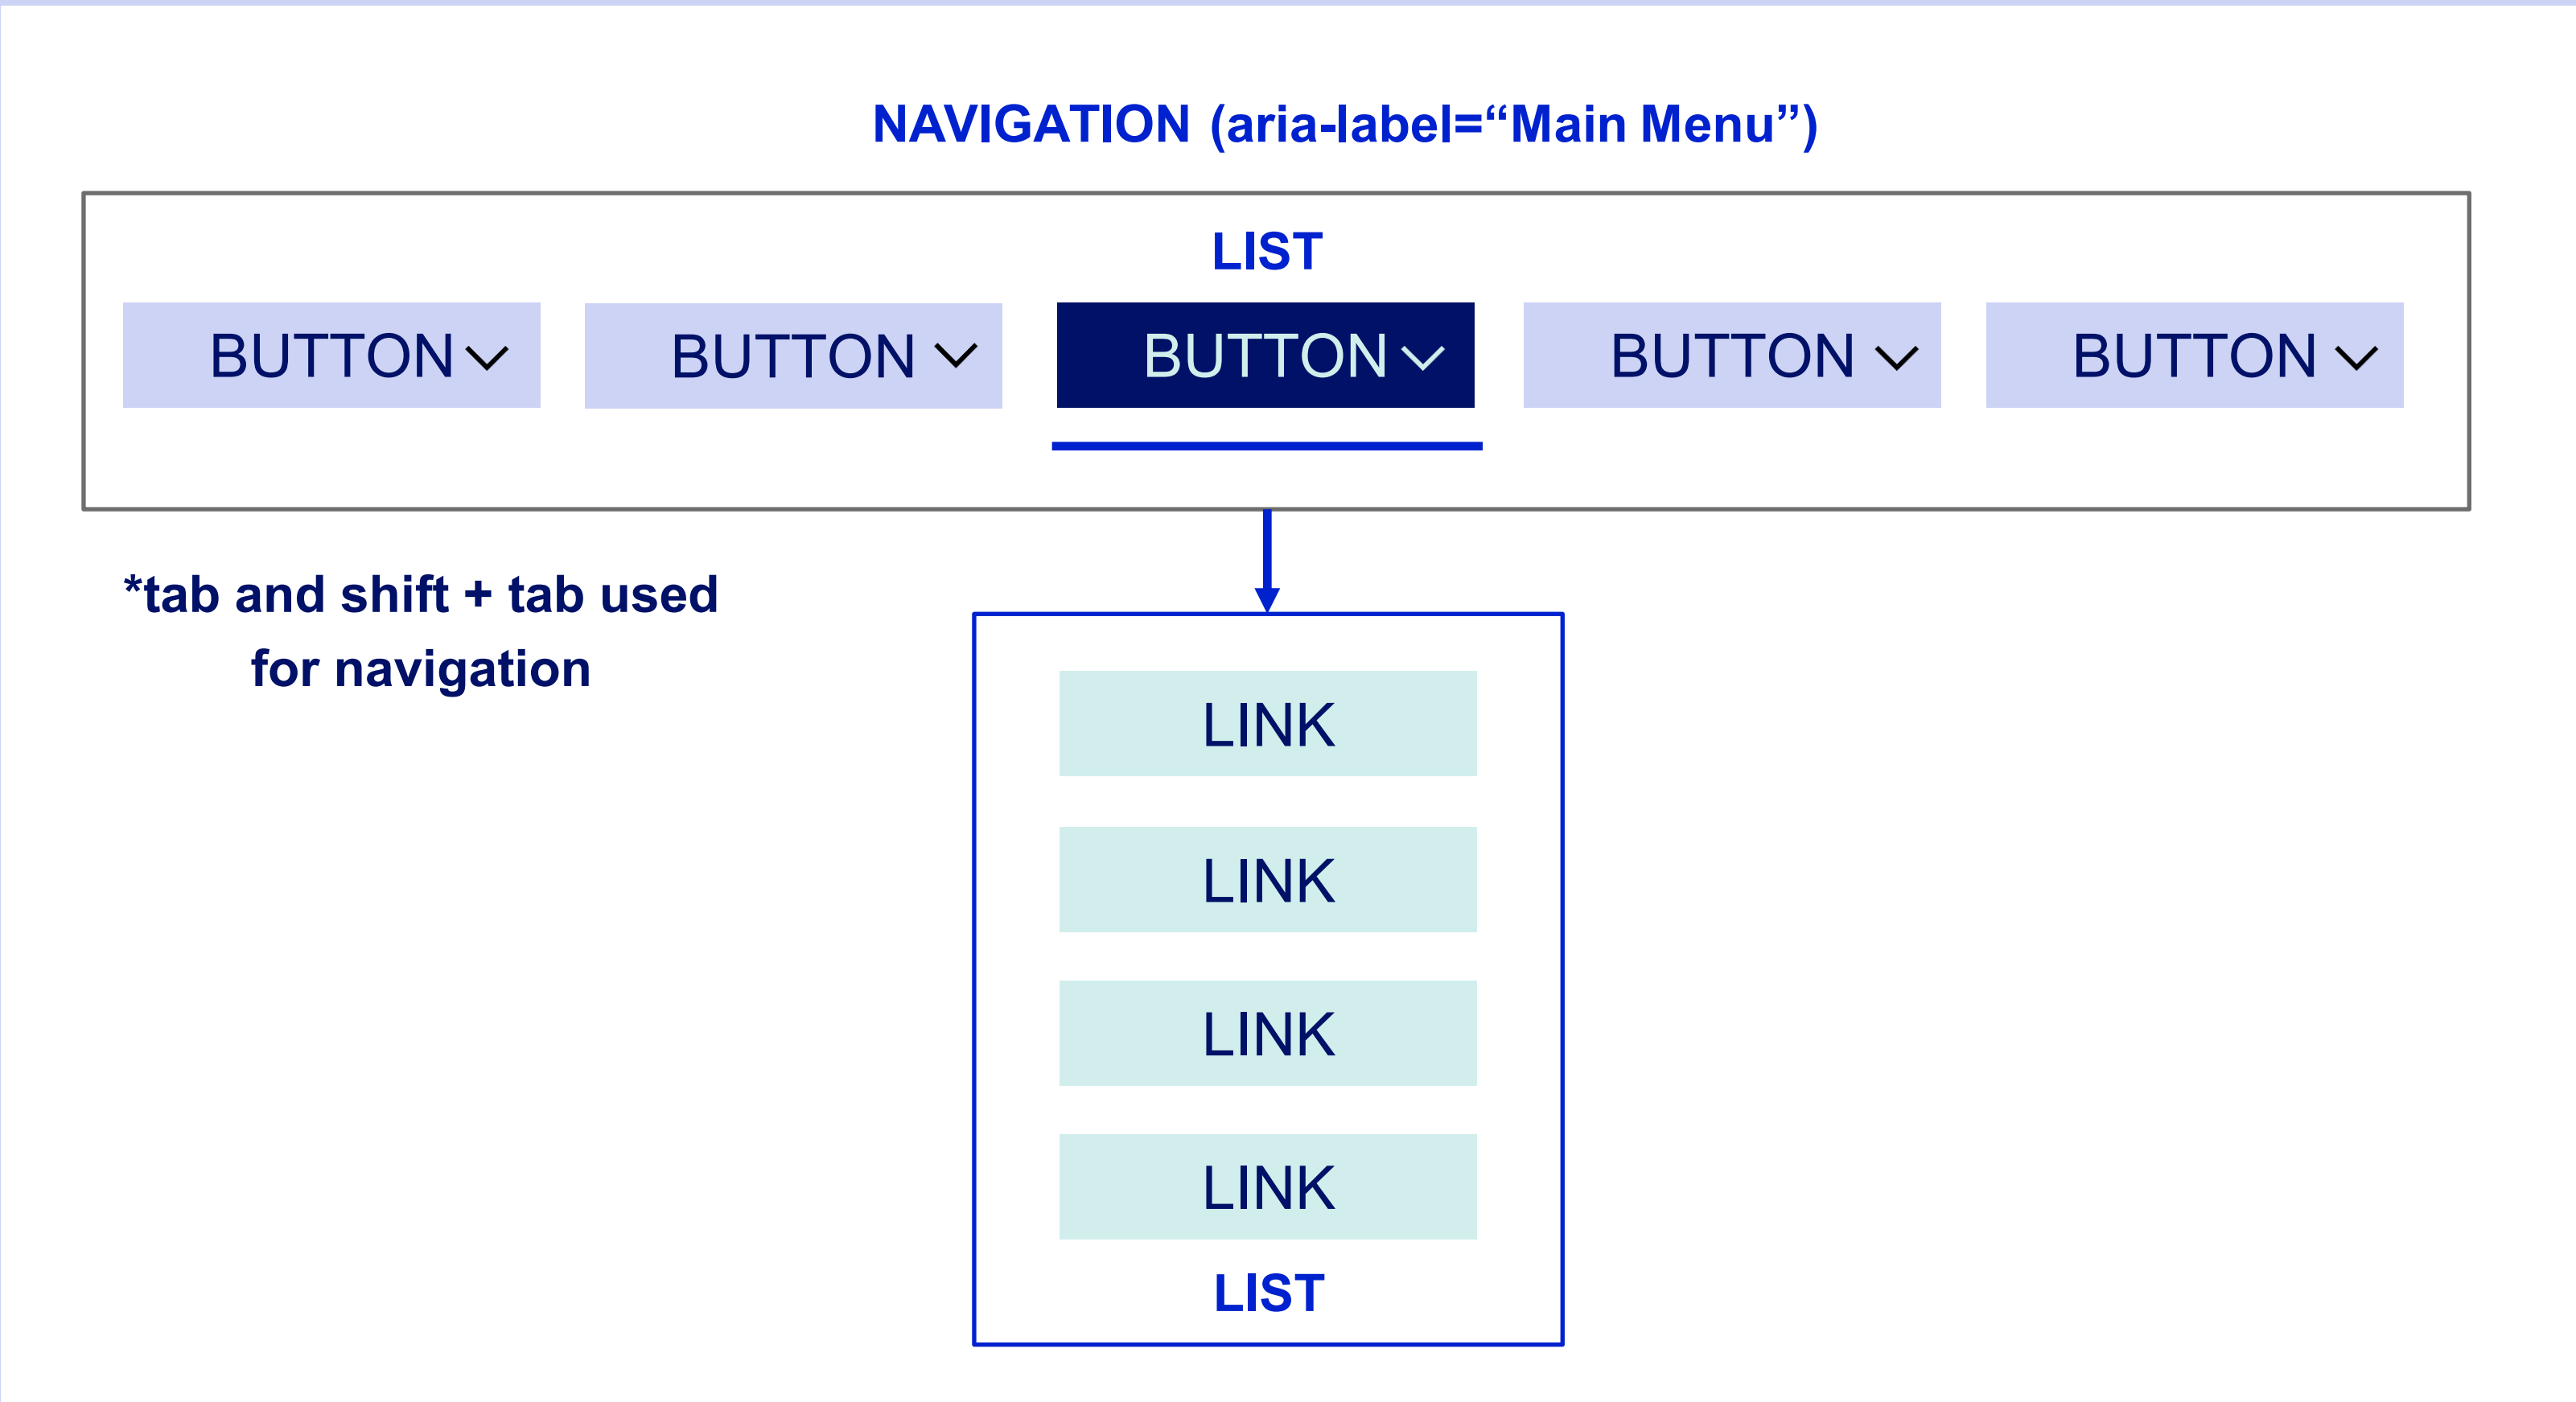 NAVIGATION (aria-label=“Main Menu”)
LIST
BUTTON BUTTON BUTTON BUTTON BUTTON
*tab and shift + tab used
for navigation
LINK
LINK
LINK
LINK
LIST